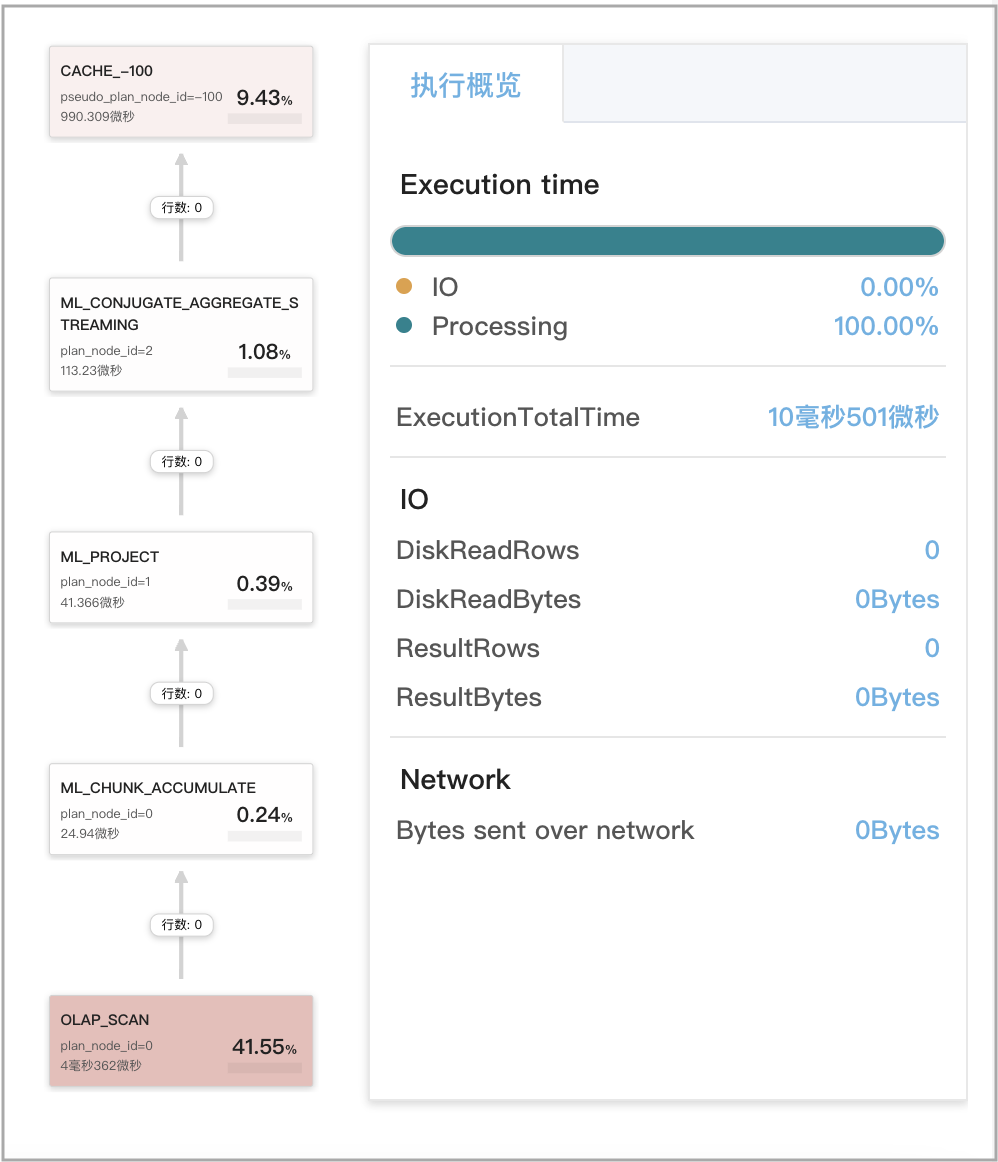 CACHE_-100
pseudo_plan_node_id=-100
9.43%
990.309微秒
行数: 0
ML_CONJUGATE_AGGREGATE_S
TREAMING
plan_node_id=2
1.08%
113.23微秒
行数: 0
ML_PROJECT
plan_node_id=1
0.39%
41.366微秒
行数: 0
ML_CHUNK_ACCUMULATE
plan_node_id=0
0.24%
24.94微秒
行数: 0
OLAP_SCAN
plan_node_id=0
41.55%
4毫秒362微秒
执行概览
Execution time
IO 0.00%
Processing 100.00%
ExecutionTotalTime 10毫秒501微秒
IO
DiskReadRows 0
DiskReadBytes 0Bytes
ResultRows 0
ResultBytes 0Bytes
Network
Bytes sent over network 0Bytes